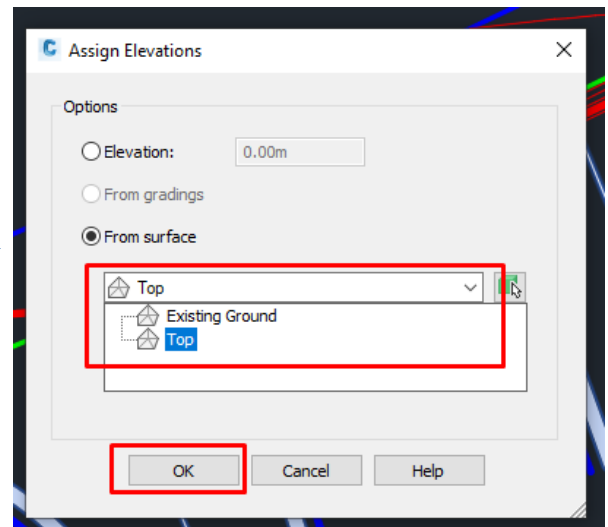 Assign Elevations
Options
Elevation: 0.00m
From gradings
From surface
Top
Existing Ground
Top
OK Cancel Help